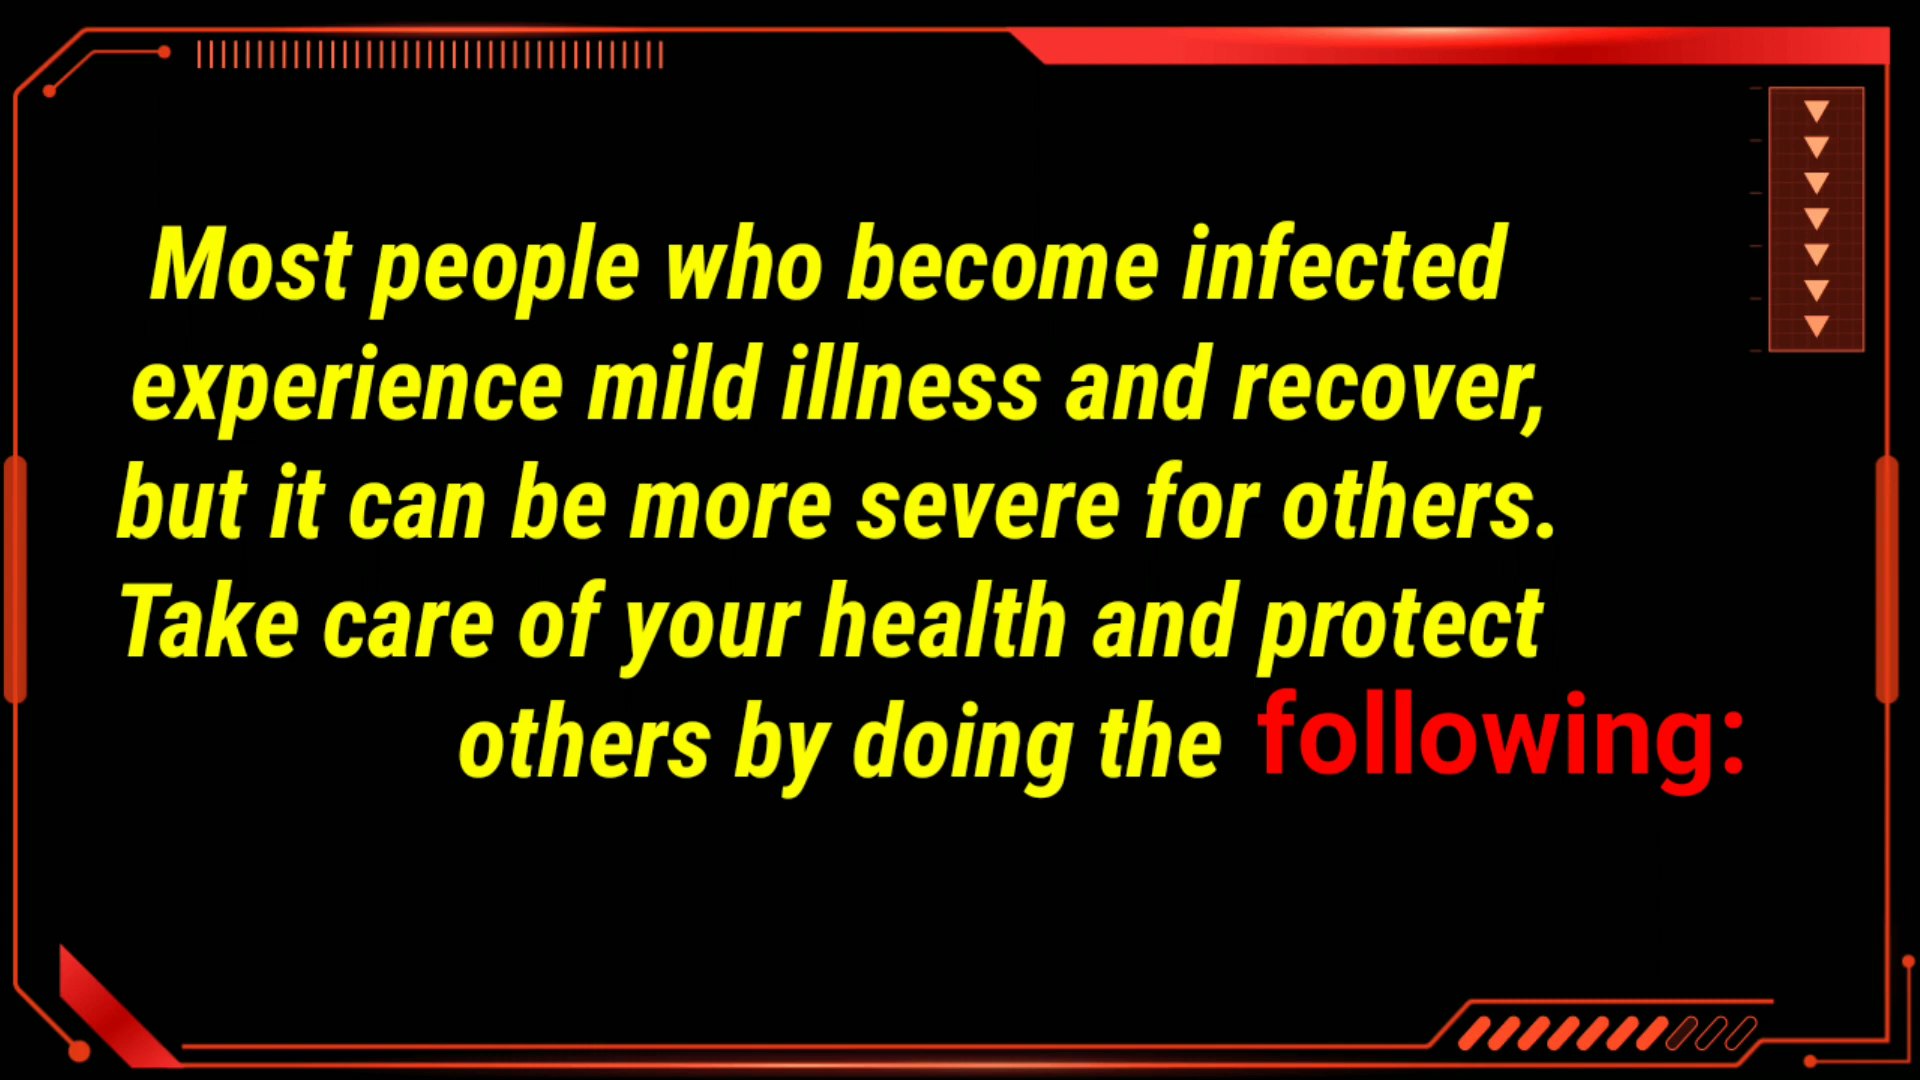 Most people who become infected
experience mild illness and recover,
but it can be more severe for others.
Take care of your health and protect
others by doing the following: